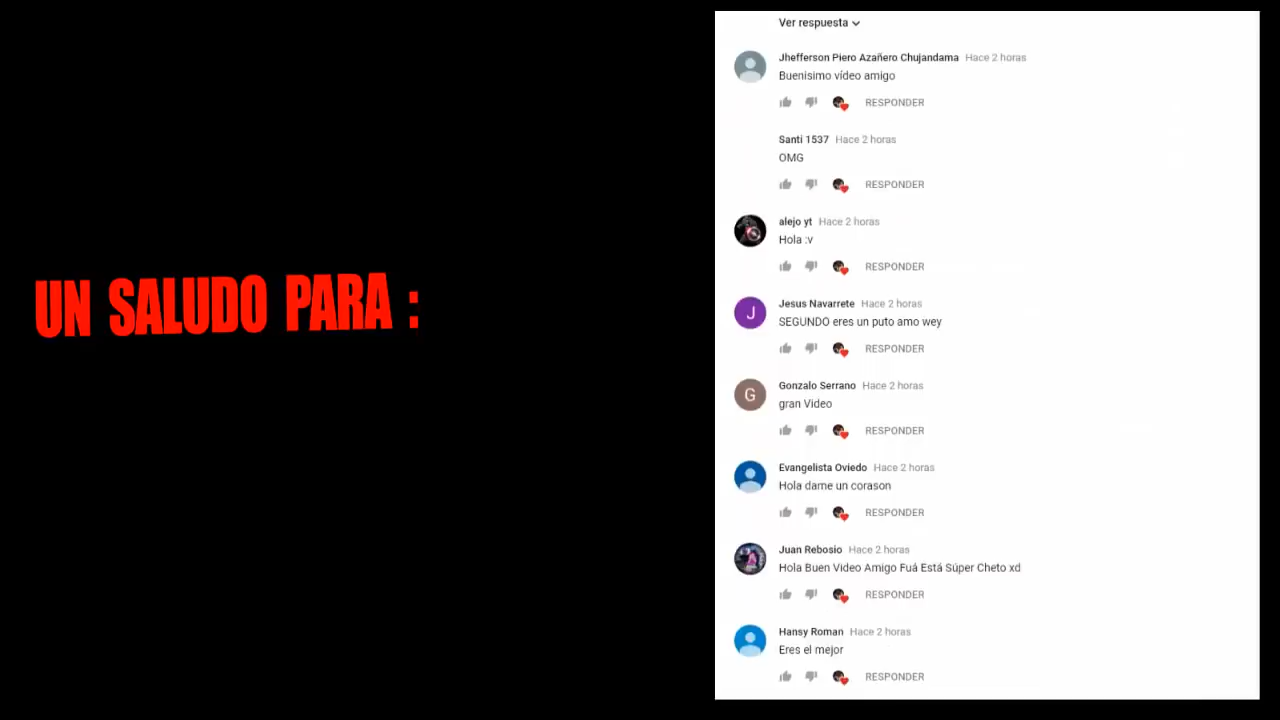 UN SALUDO PARA :
Ver respuesta
Jhefferson Piero Azañero Chujandama Hace 2 horas
Buenisimo vídeo amigo
RESPONDER
Santi 1537 Hace 2 horas
OMG
RESPONDER
alejo yt Hace 2 horas
Hola :v
RESPONDER
J
Jesus Navarrete Hace 2 horas
SEGUNDO eres un puto amo wey
RESPONDER
G
Gonzalo Serrano Hace 2 horas
gran Video
RESPONDER
Evangelista Oviedo Hace 2 horas
Hola dame un corason
RESPONDER
Juan Rebosio Hace 2 horas
Hola Buen Video Amigo Fuá Está Súper Cheto xd
RESPONDER
Hansy Roman Hace 2 horas
Eres el mejor
RESPONDER